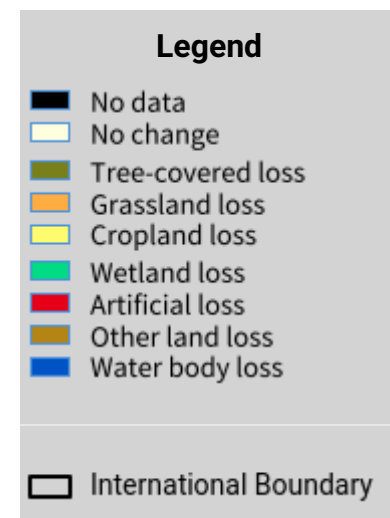 Legend
No data
No change
Tree-covered loss
Grassland loss
Cropland loss
Wetland loss
Artificial loss
Other land loss
Water body loss
International Boundary